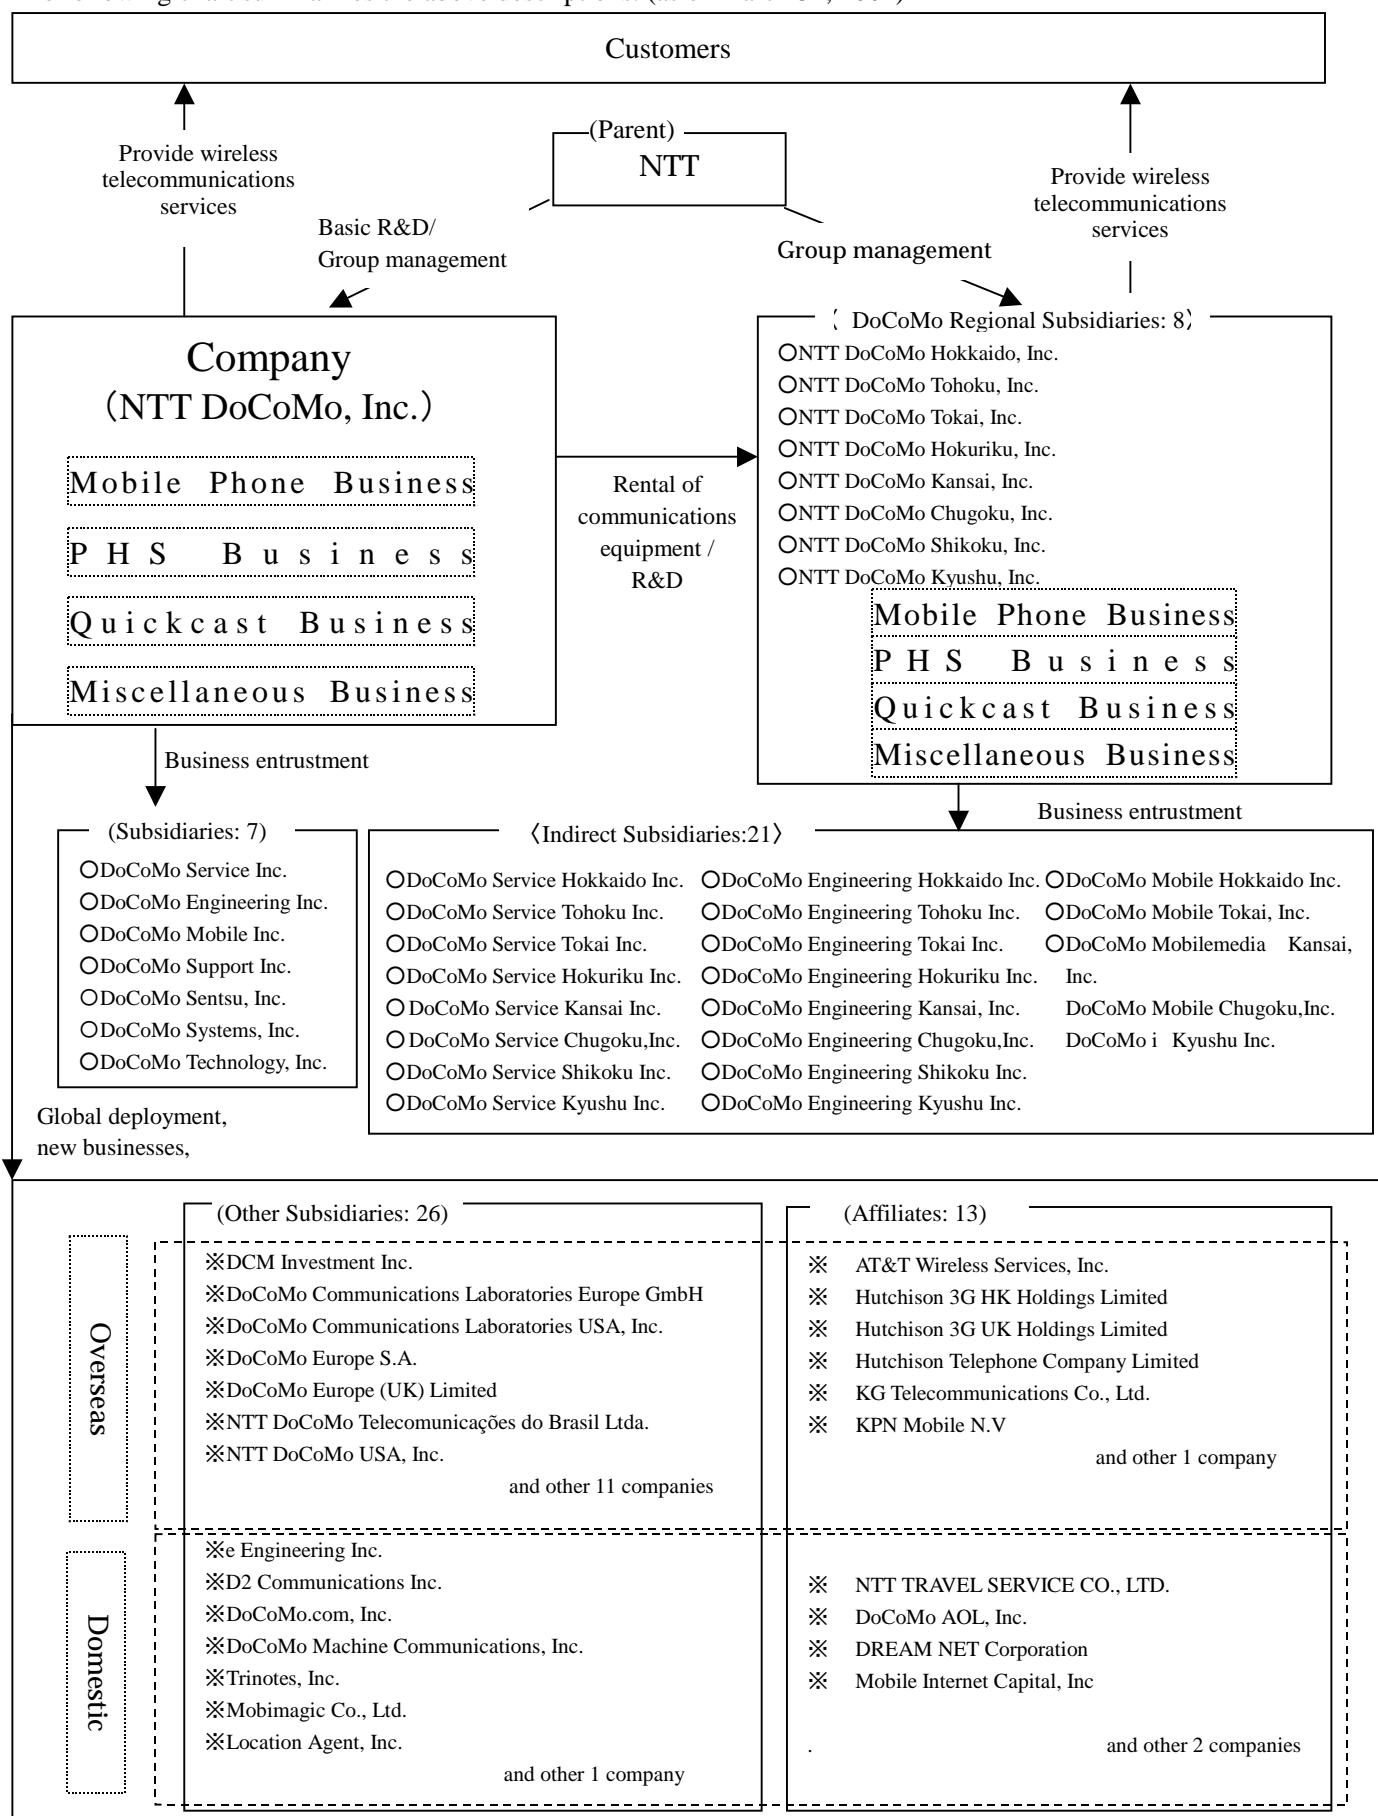 Customers
(Parent)
NTT
Provide wireless
telecommunications
services
Provide wireless
telecommunications
services
Basic R&D/
Group management
Group management
Company
（NTT DoCoMo, Inc.）
Mobile Phone Business
PHS Business
Quickcast Business
Miscellaneous Business
Rental of
communications
equipment /
R&D
( DoCoMo Regional Subsidiaries: 8)
○NTT DoCoMo Hokkaido, Inc.
○NTT DoCoMo Tohoku, Inc.
○NTT DoCoMo Tokai, Inc.
○NTT DoCoMo Hokuriku, Inc.
○NTT DoCoMo Kansai, Inc.
○NTT DoCoMo Chugoku, Inc.
○NTT DoCoMo Shikoku, Inc.
○NTT DoCoMo Kyushu, Inc.
Mobile Phone Business
PHS Business
Quickcast Business
Miscellaneous Business
Business entrustment
Business entrustment
(Subsidiaries: 7)
○DoCoMo Service Inc.
○DoCoMo Engineering Inc.
○DoCoMo Mobile Inc.
○DoCoMo Support Inc.
○DoCoMo Sentsu, Inc.
○DoCoMo Systems, Inc.
○DoCoMo Technology, Inc.
〈Indirect Subsidiaries:21〉
○DoCoMo Service Hokkaido Inc.
○DoCoMo Service Tohoku Inc.
○DoCoMo Service Tokai Inc.
○DoCoMo Service Hokuriku Inc.
○DoCoMo Service Kansai Inc.
○DoCoMo Service Chugoku,Inc.
○DoCoMo Service Shikoku Inc.
○DoCoMo Service Kyushu Inc.
○DoCoMo Engineering Hokkaido Inc.
○DoCoMo Engineering Tohoku Inc.
○DoCoMo Engineering Tokai Inc.
○DoCoMo Engineering Hokuriku Inc.
○DoCoMo Engineering Kansai, Inc.
○DoCoMo Engineering Chugoku,Inc.
○DoCoMo Engineering Shikoku Inc.
○DoCoMo Engineering Kyushu Inc.
○DoCoMo Mobile Hokkaido Inc.
○DoCoMo Mobile Tokai, Inc.
○DoCoMo Mobilemedia Kansai,
Inc.
DoCoMo Mobile Chugoku,Inc.
DoCoMo i Kyushu Inc.
Global deployment,
new businesses,
Overseas
(Other Subsidiaries: 26)
※DCM Investment Inc.
※DoCoMo Communications Laboratories Europe GmbH
※DoCoMo Communications Laboratories USA, Inc.
※DoCoMo Europe S.A.
※DoCoMo Europe (UK) Limited
※NTT DoCoMo Telecomunicações do Brasil Ltda.
※NTT DoCoMo USA, Inc.
and other 11 companies
(Affiliates: 13)
※ AT&T Wireless Services, Inc.
※ Hutchison 3G HK Holdings Limited
※ Hutchison 3G UK Holdings Limited
※ Hutchison Telephone Company Limited
※ KG Telecommunications Co., Ltd.
※ KPN Mobile N.V
and other 1 company
Domestic
※e Engineering Inc.
※D2 Communications Inc.
※DoCoMo.com, Inc.
※DoCoMo Machine Communications, Inc.
※Trinotes, Inc.
※Mobimagic Co., Ltd.
※Location Agent, Inc.
and other 1 company
※ NTT TRAVEL SERVICE CO., LTD.
※ DoCoMo AOL, Inc.
※ DREAM NET Corporation
※ Mobile Internet Capital, Inc
. and other 2 companies